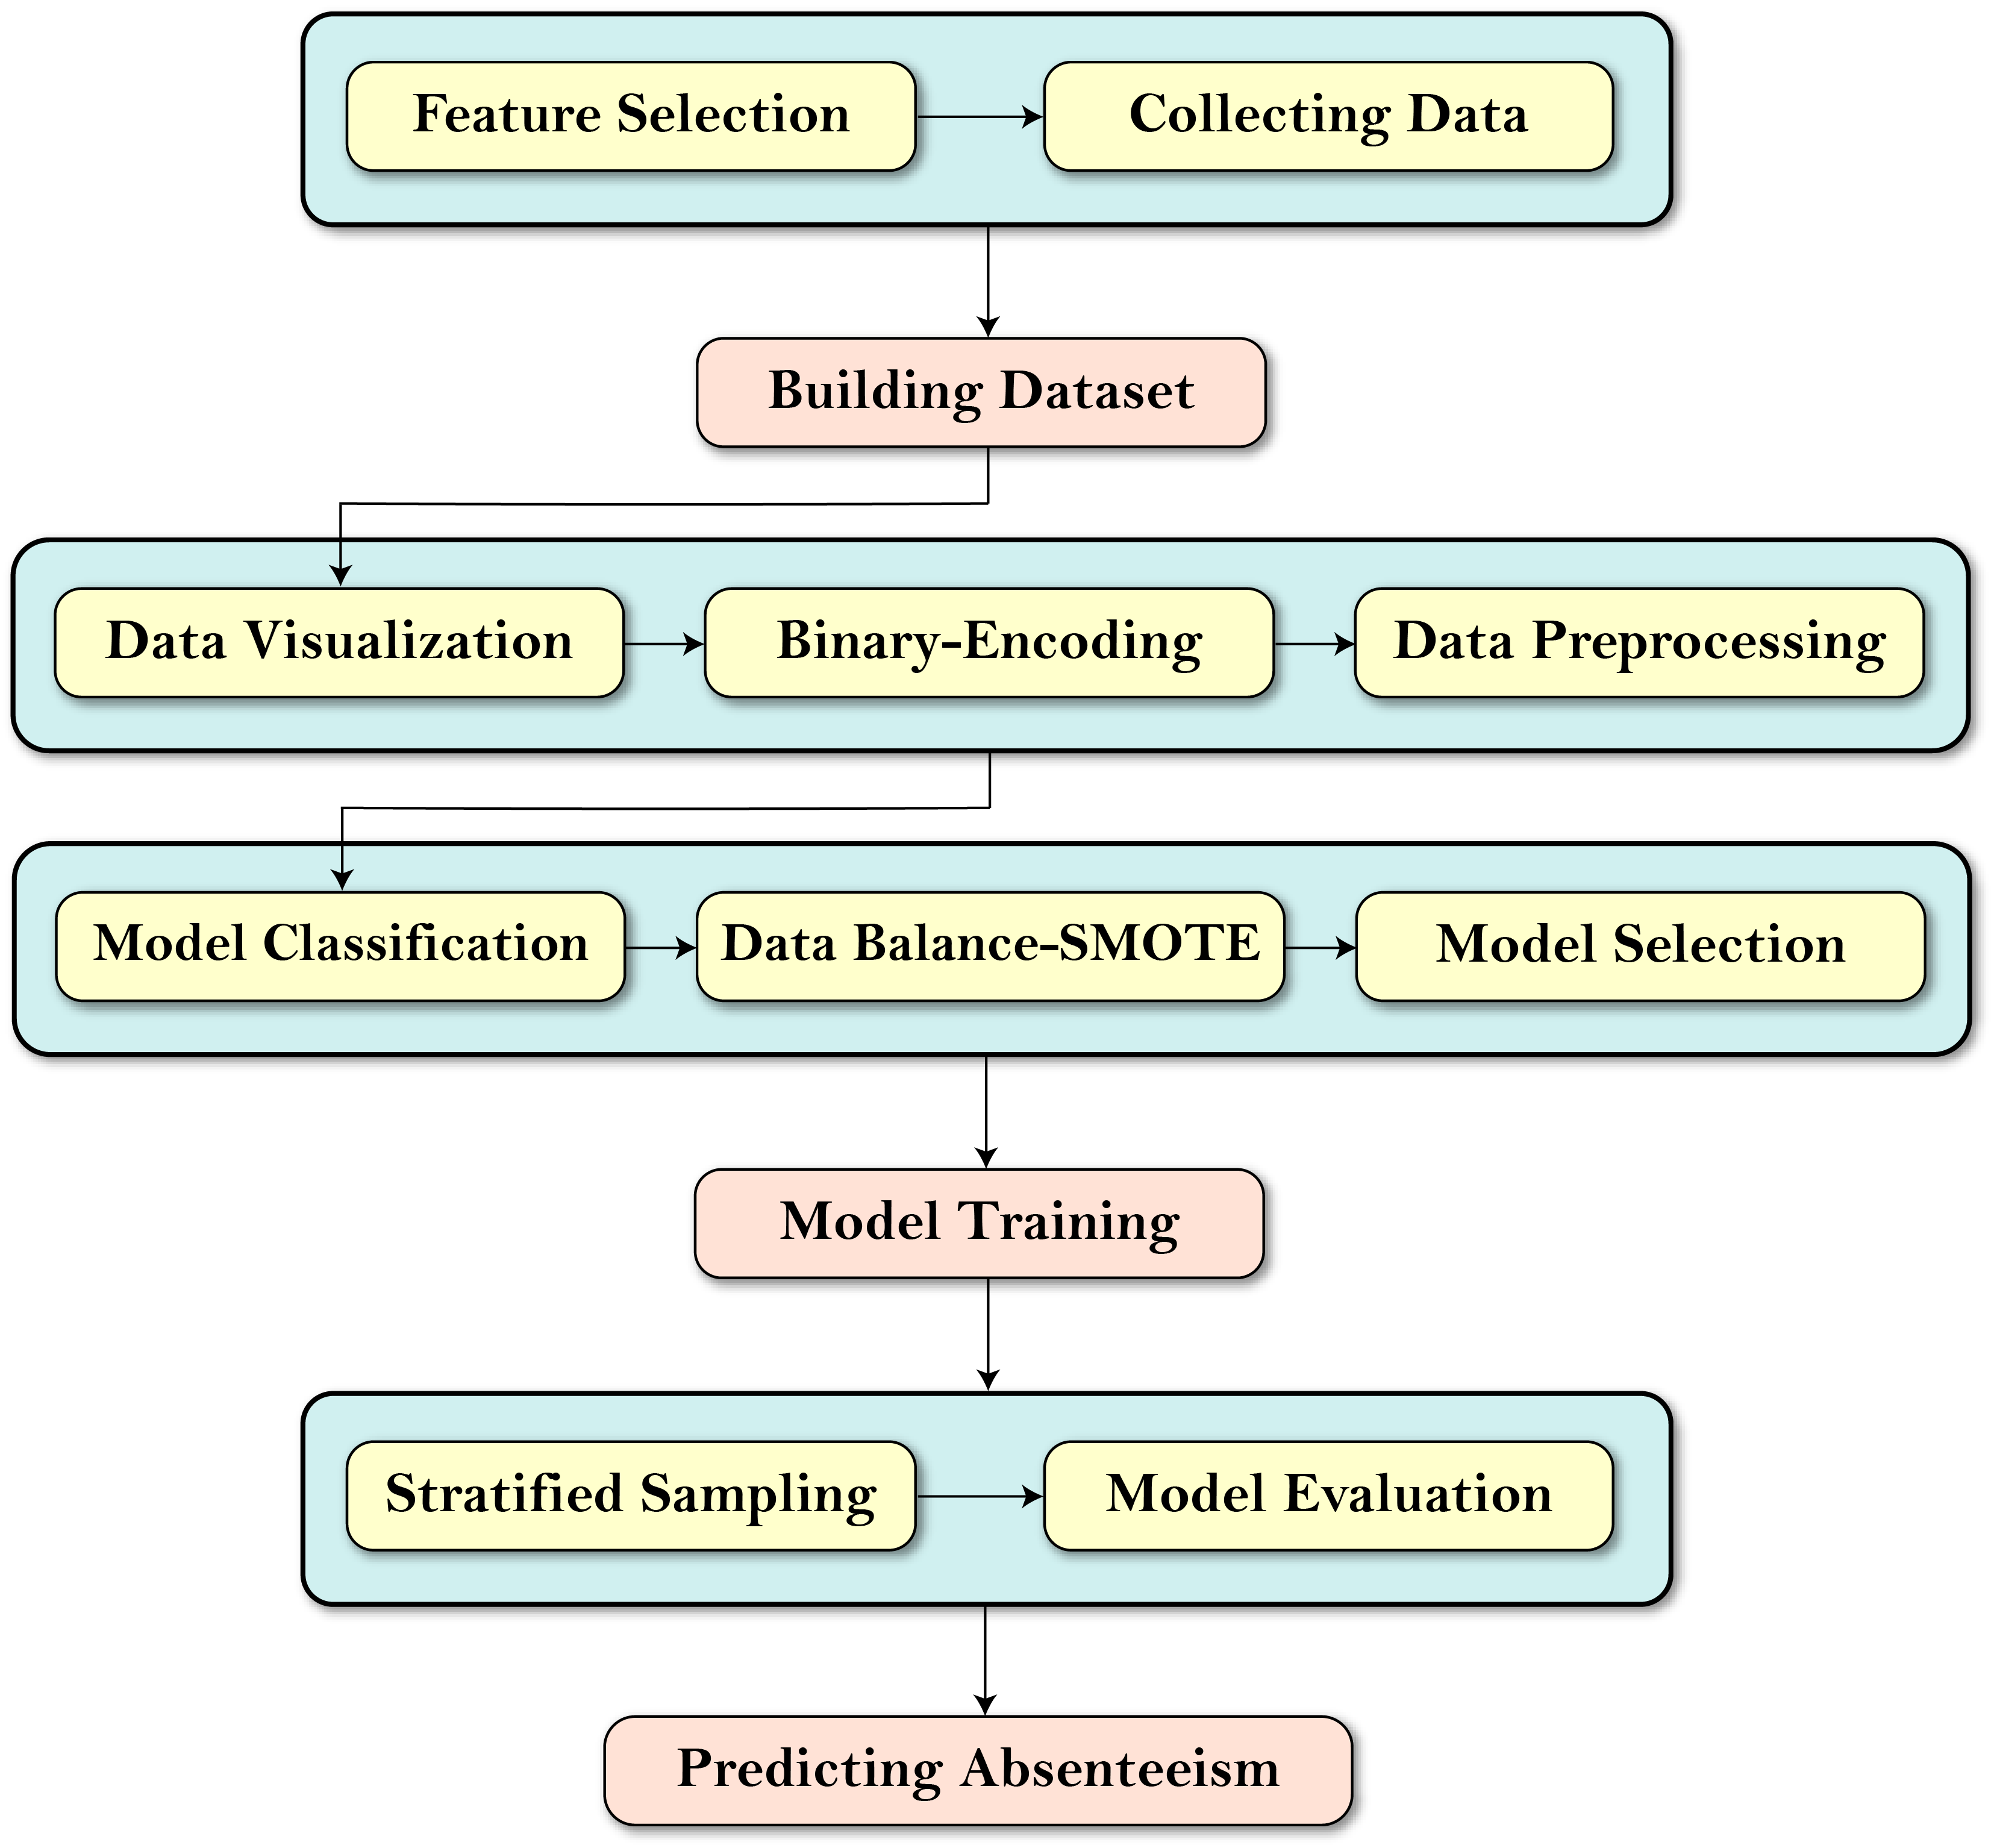 Feature Selection
Collecting Data
Building Dataset
Data Visualization
Binary-Encoding
Data Preprocessing
Model Classification
Data Balance-SMOTE
Model Selection
Model Training
Stratified Sampling
Model Evaluation
Predicting Absenteeism